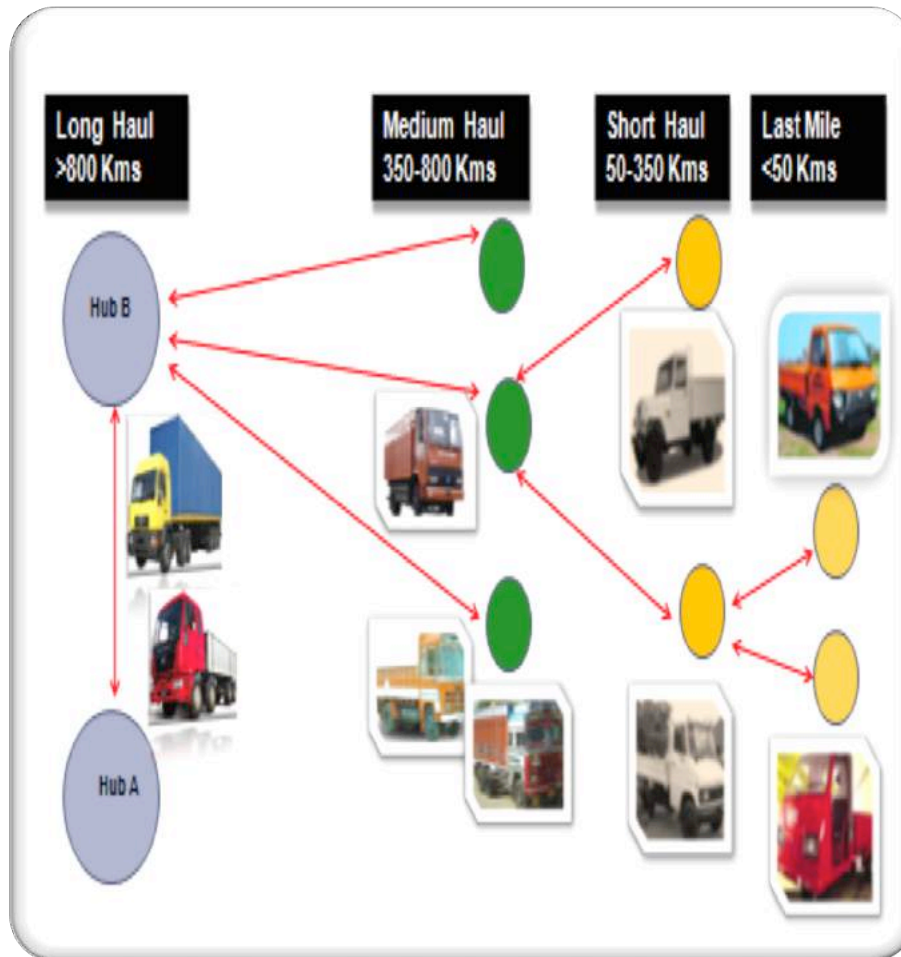 Long Haul
>800 Kms
Medium Haul
350-800 Kms
Short Haul
50-350 Kms
Last Mile
<50 Kms
Hub B
Hub A